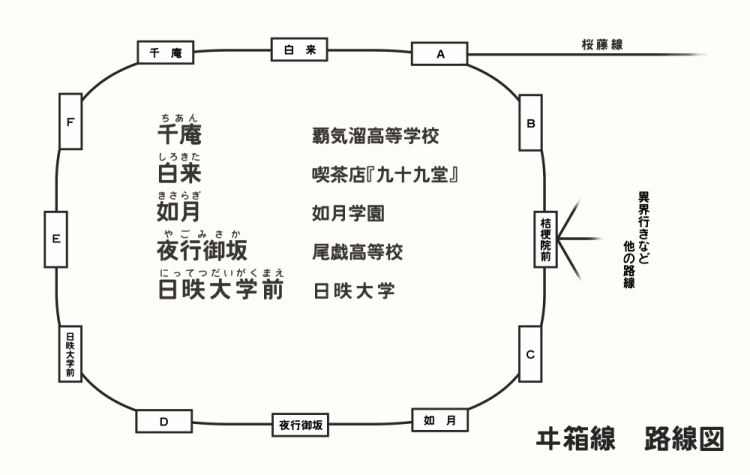 千庵
白来
A
桜藤線
F
B
ちあん
千庵 覇気溜高等学校
しろきた
白来 喫茶店『九十九堂』
きさらぎ
如月 如月学園
やごみさか
夜行御坂 尾戯高等校
にってつだいがくまえ
日昳大学前 日昳大学
E
桔梗院前
異界行きなど
他の路線
日昳大学前
C
D
夜行御坂
如月
ヰ箱線 路線図